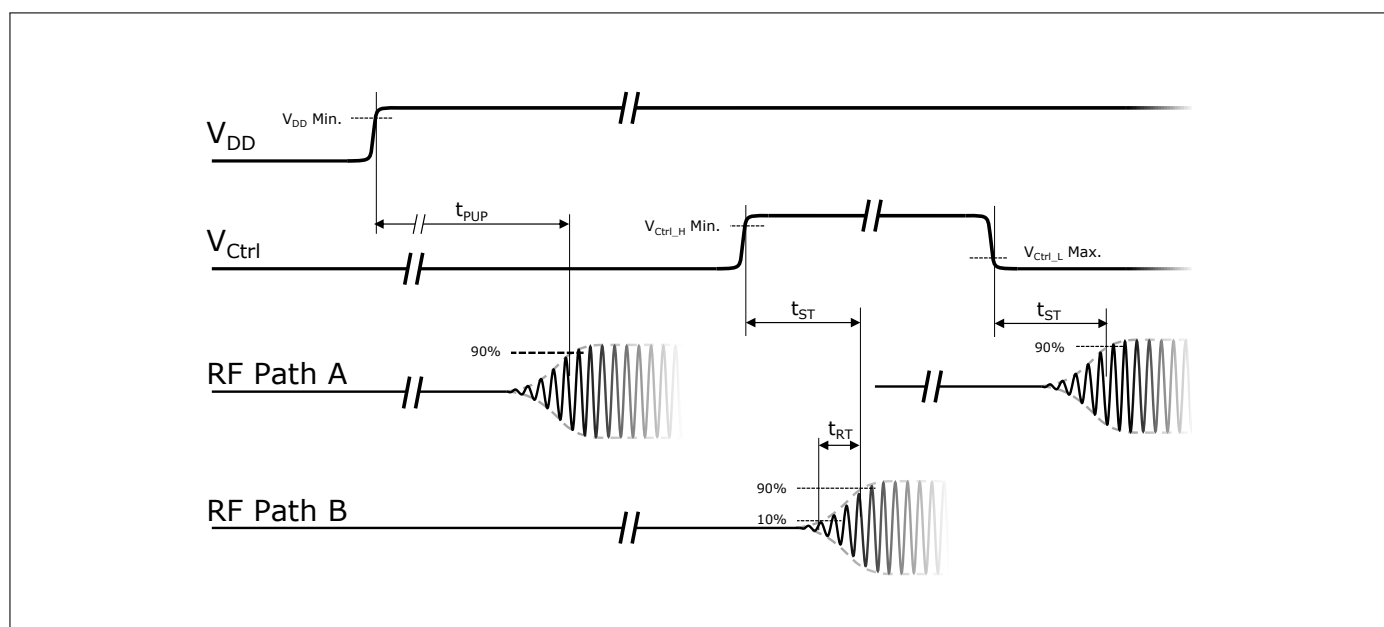 V_DD Min.
V_DD
t_PUP
V_Ctrl_H Min.
V_Ctrl
V_Ctrl_L Max.
t_ST
t_ST
90%
90%
RF Path A
t_RT
90%
10%
RF Path B